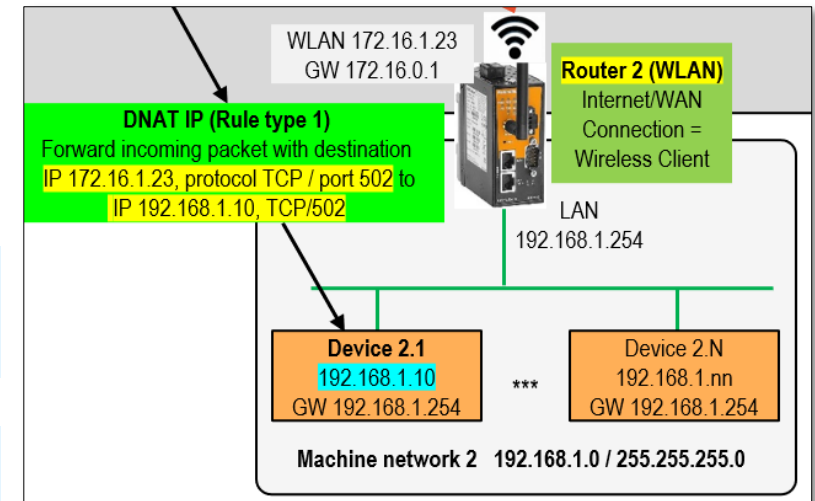 WLAN 172.16.1.23
GW 172.16.0.1
Router 2 (WLAN)
Internet/WAN
Connection =
Wireless Client
DNAT IP (Rule type 1)
Forward incoming packet with destination
IP 172.16.1.23, protocol TCP / port 502 to
IP 192.168.1.10, TCP/502
LAN
192.168.1.254
Device 2.1
192.168.1.10
GW 192.168.1.254
***
Device 2.N
192.168.1.nn
GW 192.168.1.254
Machine network 2 192.168.1.0 / 255.255.255.0